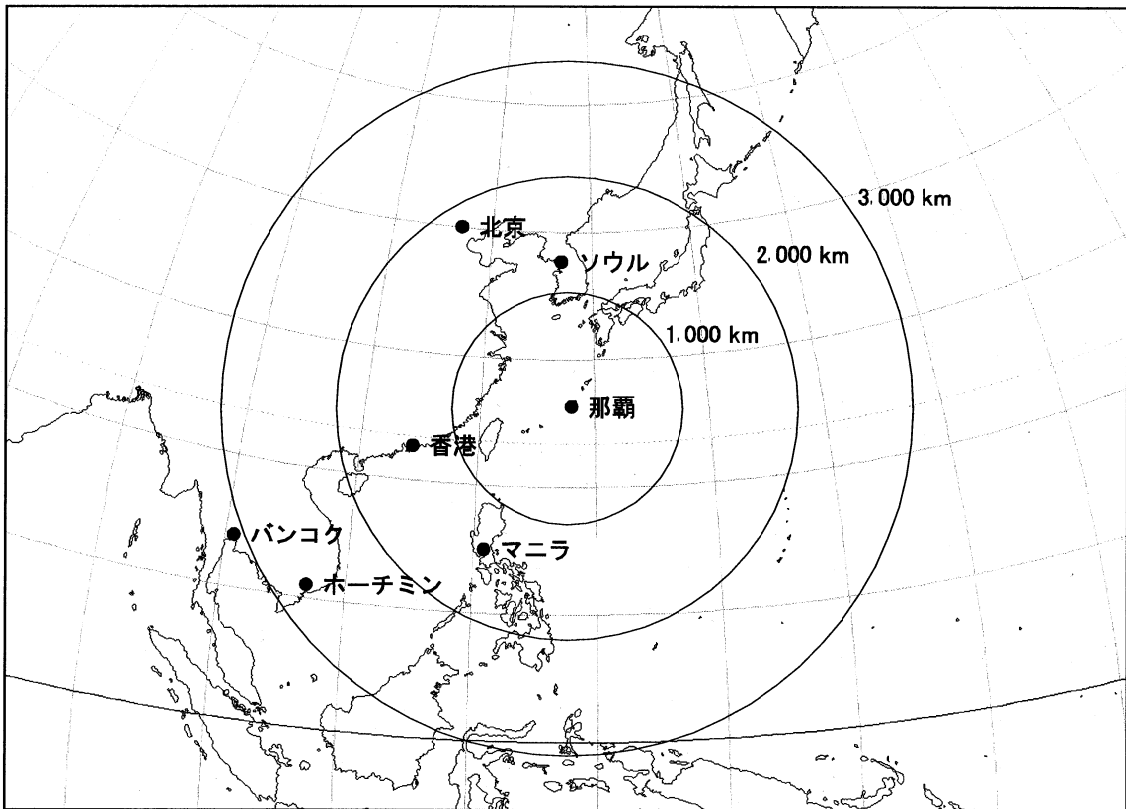 3,000 km
北京
2,000 km
ソウル
1,000 km
那覇
香港
バンコク
マニラ
ホーチミン